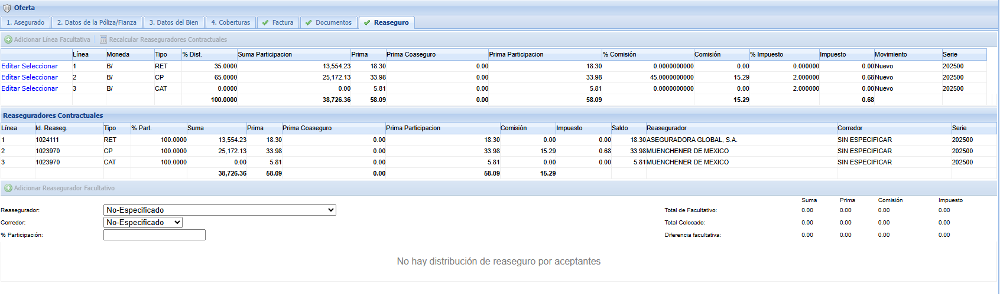 Oferta
1. Asegurado 2. Datos de la Póliza/Fianza 3. Datos del Bien 4. Coberturas Factura Documentos Reaseguro
Adicionar Línea Facultativa Recalcular Reaseguradores Contractuales
Línea Moneda Tipo % Dist. Suma Participacion Prima Prima Coaseguro Prima Participacion % Comisión Comisión % Impuesto Impuesto Movimiento Serie
Editar Seleccionar 1 B/ RET 35.0000 13,554.23 18.30 0.00 18.30 0.0000000000 0.00 0.000000 0.00 Nuevo 202500
Editar Seleccionar 2 B/ CP 65.0000 25,172.13 33.98 0.00 33.98 45.0000000000 15.29 2.000000 0.68 Nuevo 202500
Editar Seleccionar 3 B/ CAT 0.0000 0.00 5.81 0.00 5.81 0.0000000000 0.00 2.000000 0.00 Nuevo 202500
100.0000 38,726.36 58.09 0.00 58.09 15.29 0.68
Reaseguradores Contractuales
Línea Id. Reaseg. Tipo % Part. Suma Prima Prima Coaseguro Prima Participacion Comisión Impuesto Saldo Reasegurador Corredor Serie
1 1024111 RET 100.0000 13,554.23 18.30 0.00 18.30 0.00 0.00 18.30 ASEGURADORA GLOBAL, S.A. SIN ESPECIFICAR 202500
2 1023970 CP 100.0000 25,172.13 33.98 0.00 33.98 15.29 0.68 33.98 MUENCHENER DE MEXICO SIN ESPECIFICAR 202500
3 1023970 CAT 100.0000 0.00 5.81 0.00 5.81 0.00 0.00 5.81 MUENCHENER DE MEXICO SIN ESPECIFICAR 202500
38,726.36 58.09 0.00 58.09 15.29
Adicionar Reasegurador Facultativo
Suma Prima Comisión Impuesto
Reasegurador: No-Especificado Total de Facultativo: 0.00 0.00 0.00 0.00
Corredor: No-Especificado Total Colocado: 0.00 0.00 0.00 0.00
% Participación: Diferencia facultativa: 0.00 0.00 0.00 0.00
No hay distribución de reaseguro por aceptantes